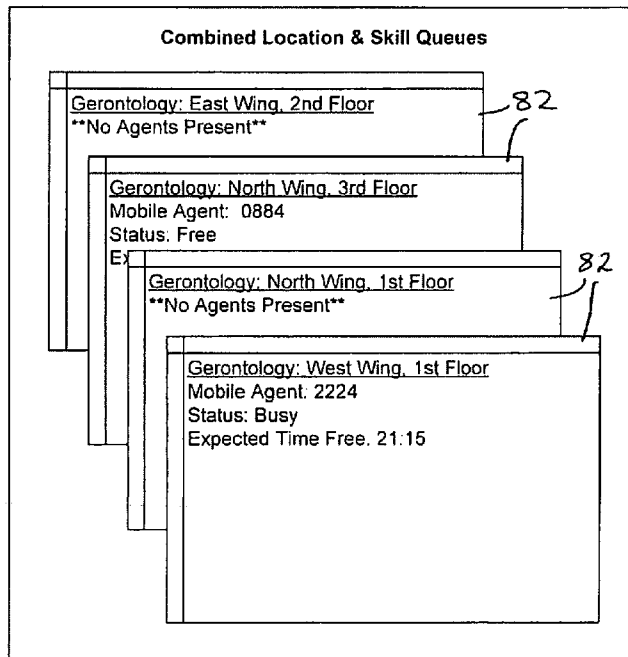 Combined Location & Skill Queues
82
Gerontology: East Wing, 2nd Floor
**No Agents Present**
82
Gerontology: North Wing, 3rd Floor
Mobile Agent: 0884
Status: Free
Ex
82
Gerontology: North Wing, 1st Floor
**No Agents Present**
Gerontology: West Wing, 1st Floor
Mobile Agent: 2224
Status: Busy
Expected Time Free. 21:15